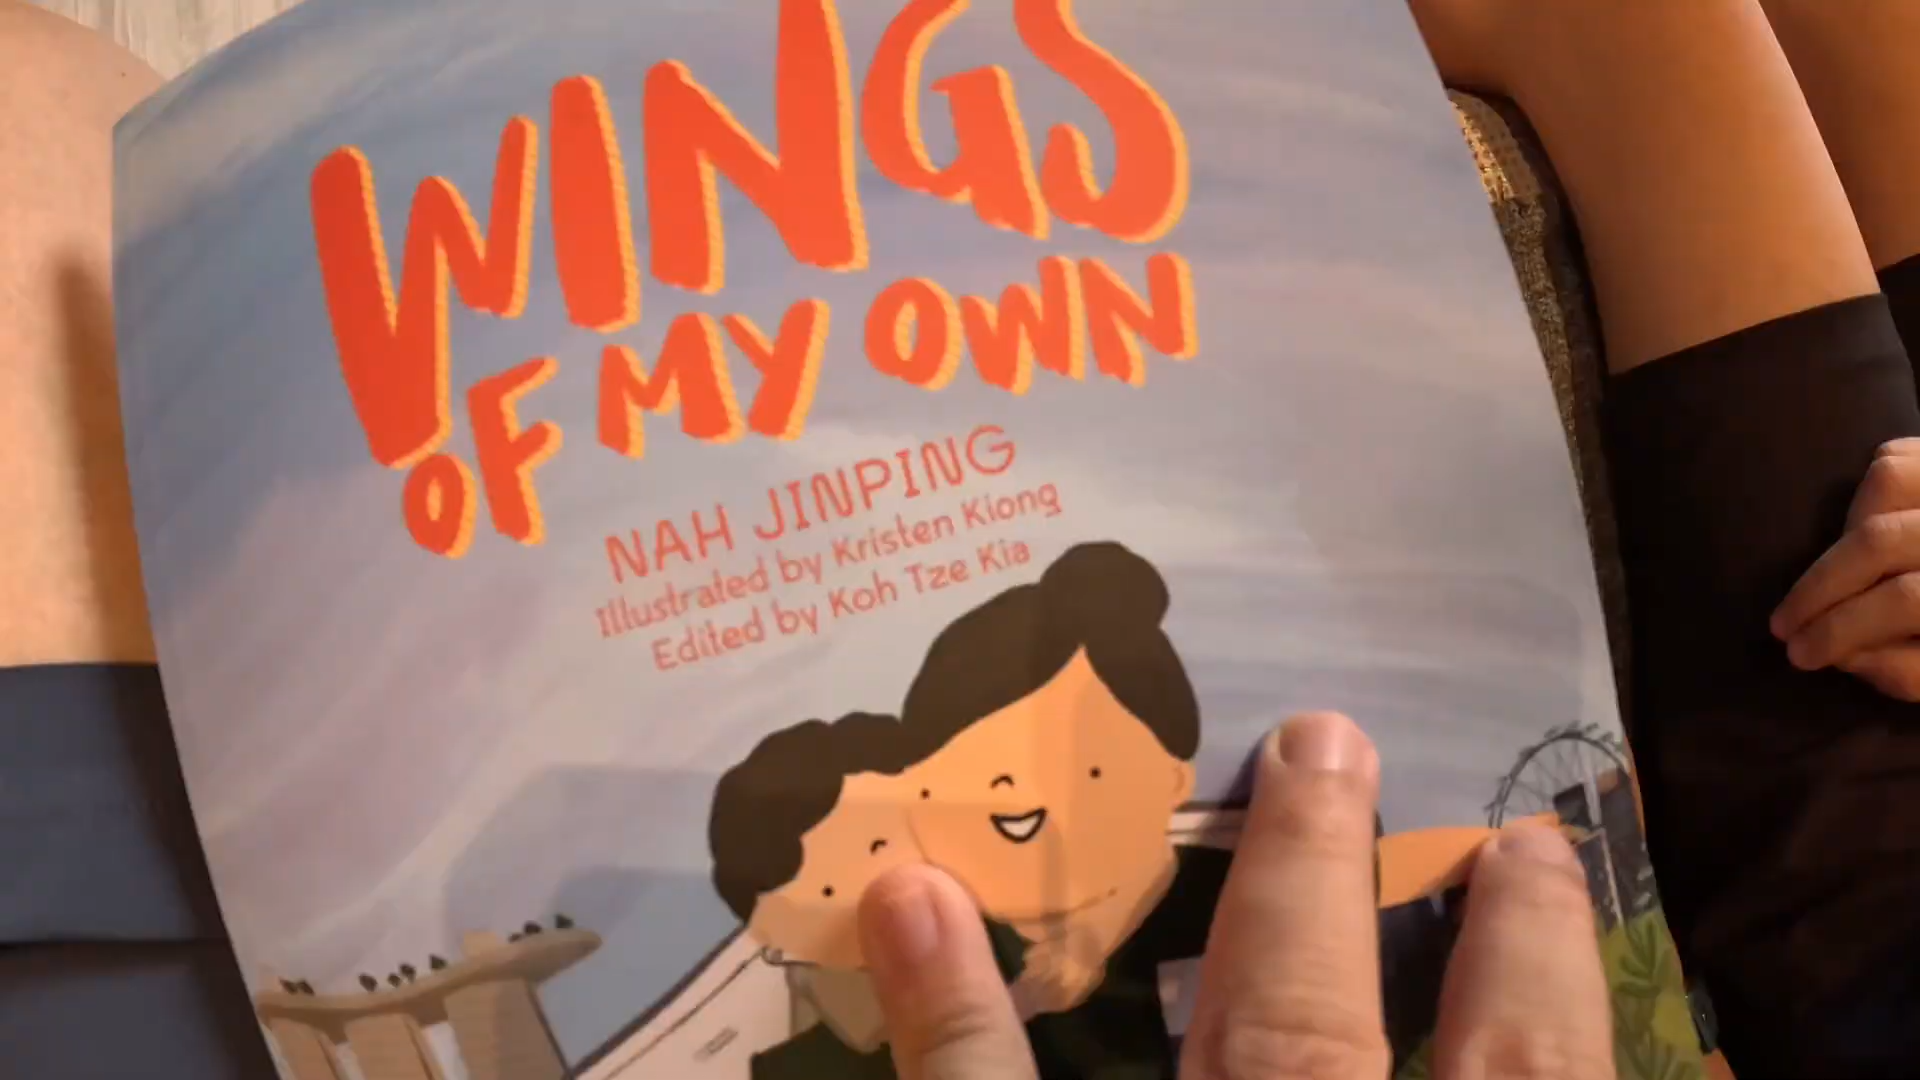 WINGS
OF MY OWN
NAH JINPING
Illustrated by Kristen Kiong
Edited by Koh Tze Kia